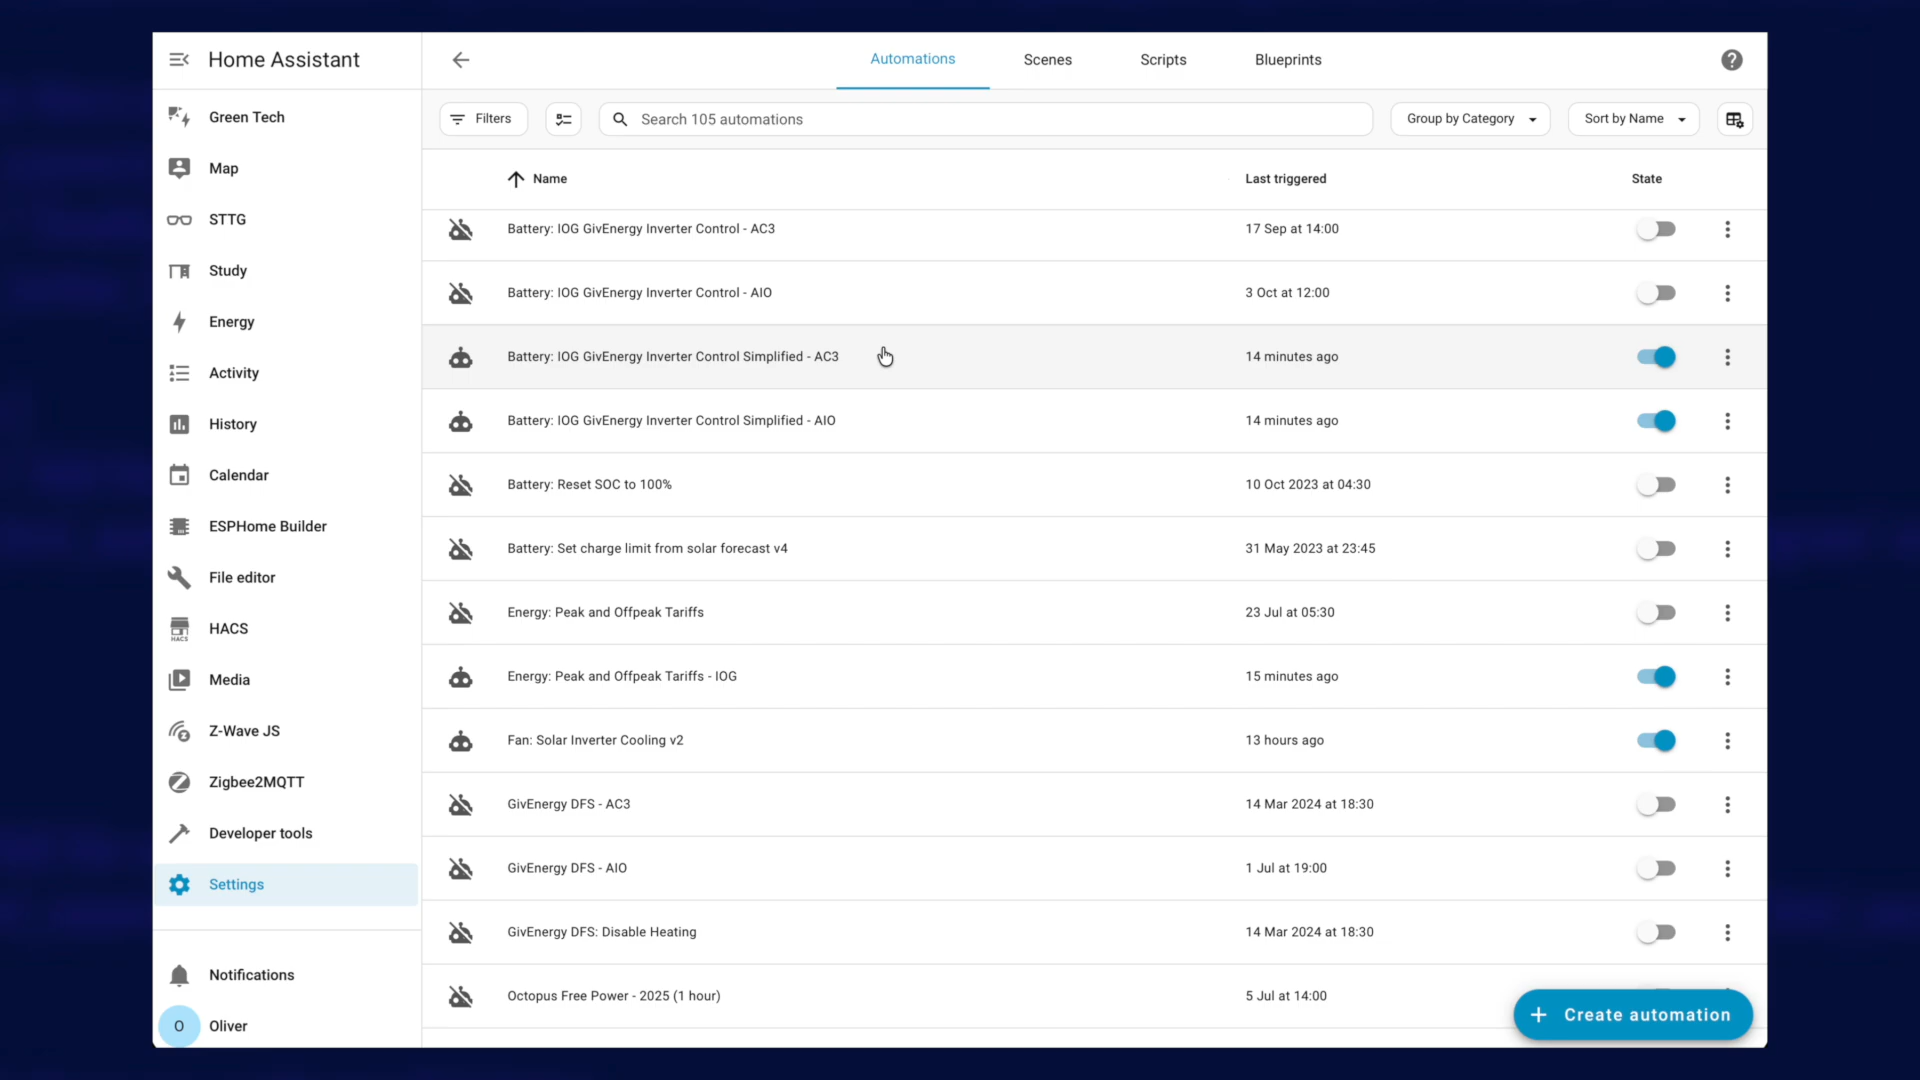 Home Assistant
Green Tech
Map
STTG
Study
Energy
Activity
History
Calendar
ESPHome Builder
File editor
HACS
HACS
Media
Z-Wave JS
Zigbee2MQTT
Developer tools
Settings
Notifications
O Oliver
Automations Scenes Scripts Blueprints
Filters Search 105 automations Group by Category Sort by Name
Name Last triggered State
Battery: IOG GivEnergy Inverter Control - AC3 17 Sep at 14:00
Battery: IOG GivEnergy Inverter Control - AIO 3 Oct at 12:00
Battery: IOG GivEnergy Inverter Control Simplified - AC3 14 minutes ago
Battery: IOG GivEnergy Inverter Control Simplified - AIO 14 minutes ago
Battery: Reset SOC to 100% 10 Oct 2023 at 04:30
Battery: Set charge limit from solar forecast v4 31 May 2023 at 23:45
Energy: Peak and Offpeak Tariffs 23 Jul at 05:30
Energy: Peak and Offpeak Tariffs - IOG 15 minutes ago
Fan: Solar Inverter Cooling v2 13 hours ago
GivEnergy DFS - AC3 14 Mar 2024 at 18:30
GivEnergy DFS - AIO 1 Jul at 19:00
GivEnergy DFS: Disable Heating 14 Mar 2024 at 18:30
Octopus Free Power - 2025 (1 hour) 5 Jul at 14:00
+ Create automation